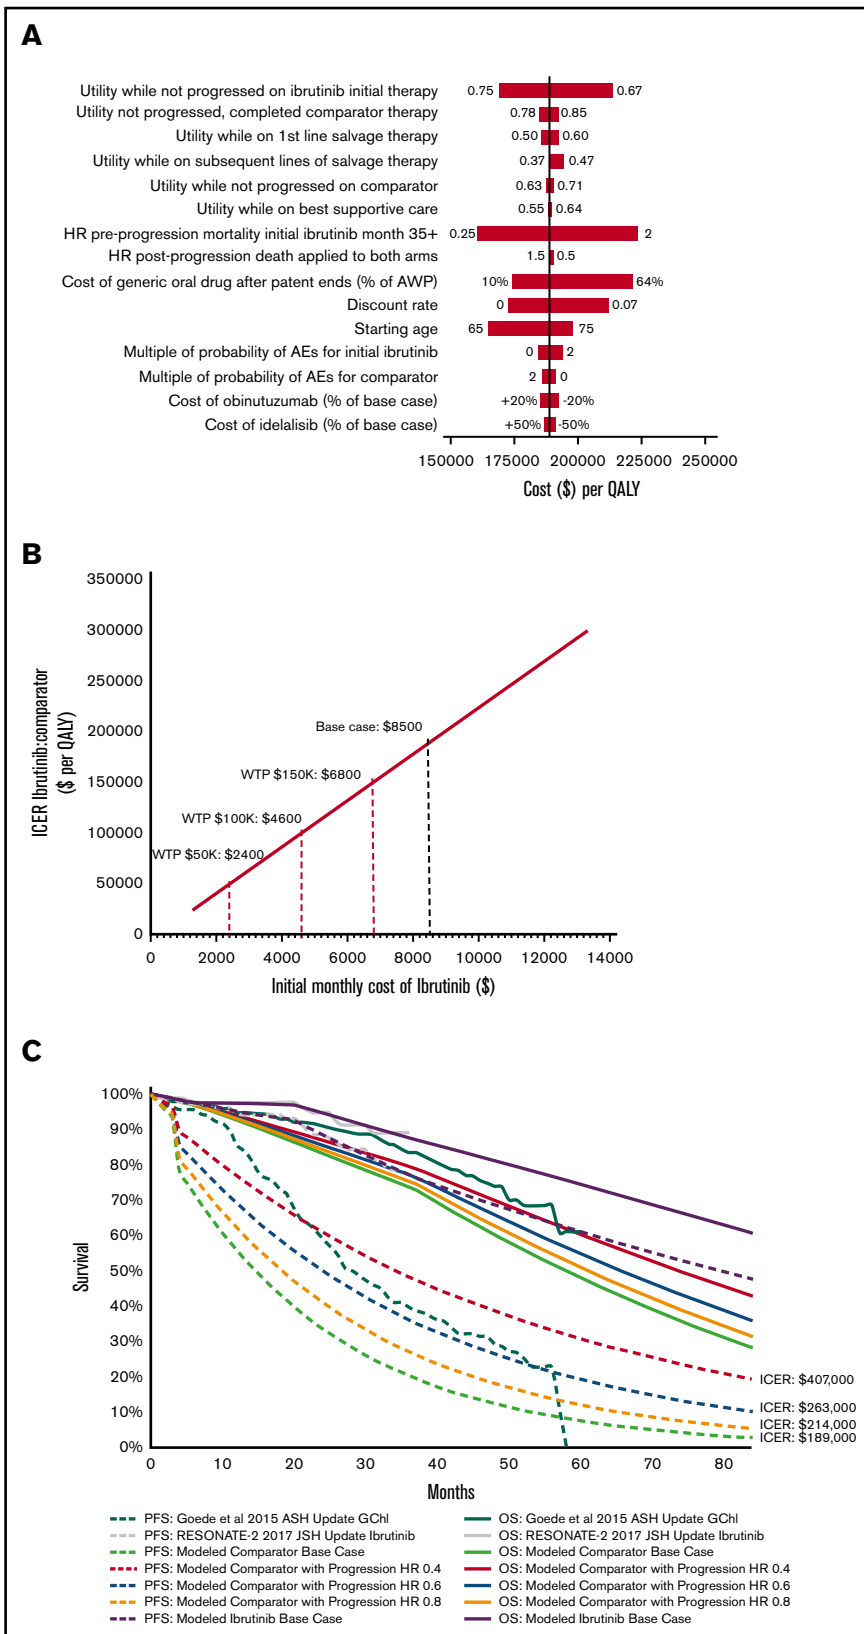 A
Utility while not progressed on ibrutinib initial therapy 0.75 0.67
Utility not progressed, completed comparator therapy 0.78 0.85
Utility while on 1st line salvage therapy 0.50 0.60
Utility while on subsequent lines of salvage therapy 0.37 0.47
Utility while not progressed on comparator 0.63 0.71
Utility while on best supportive care 0.55 0.64
HR pre-progression mortality initial ibrutinib month 35+ 0.25 2
HR post-progression death applied to both arms 1.5 0.5
Cost of generic oral drug after patent ends (% of AWP) 10% 64%
Discount rate 0 0.07
Starting age 65 75
Multiple of probability of AEs for initial ibrutinib 0 2
Multiple of probability of AEs for comparator 2 0
Cost of obinutuzumab (% of base case) +20% -20%
Cost of idelalisib (% of base case) +50% -50%
150000 175000 200000 225000 250000
Cost ($) per QALY
B
350000
300000
250000
200000
150000
100000
50000
0
ICER Ibrutinib:comparator
($ per QALY)
Base case: $8500
WTP $150K: $6800
WTP $100K: $4600
WTP $50K: $2400
0 2000 4000 6000 8000 10000 12000 14000
Initial monthly cost of Ibrutinib ($)
C
100%
90%
80%
70%
60%
50%
40%
30%
20%
10%
0%
Survival
ICER: $407,000
ICER: $263,000
ICER: $214,000
ICER: $189,000
0 10 20 30 40 50 60 70 80
Months
PFS: Goede et al 2015 ASH Update GChl
PFS: RESONATE-2 2017 JSH Update Ibrutinib
PFS: Modeled Comparator Base Case
PFS: Modeled Comparator with Progression HR 0.4
PFS: Modeled Comparator with Progression HR 0.6
PFS: Modeled Comparator with Progression HR 0.8
PFS: Modeled Ibrutinib Base Case
OS: Goede et al 2015 ASH Update GChl
OS: RESONATE-2 2017 JSH Update Ibrutinib
OS: Modeled Comparator Base Case
OS: Modeled Comparator with Progression HR 0.4
OS: Modeled Comparator with Progression HR 0.6
OS: Modeled Comparator with Progression HR 0.8
OS: Modeled Ibrutinib Base Case